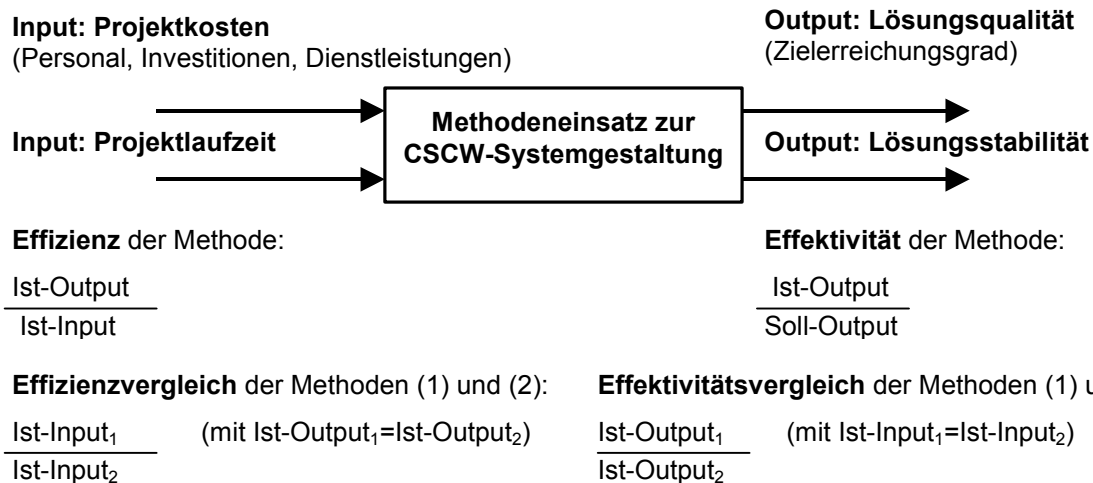 Input: Projektkosten
(Personal, Investitionen, Dienstleistungen)
Output: Lösungsqualität
(Zielerreichungsgrad)
Methodeneinsatz zur
CSCW-Systemgestaltung
Input: Projektlaufzeit
Output: Lösungsstabilität
Effizienz der Methode:
Ist-Output
Ist-Input
Effektivität der Methode:
Ist-Output
Soll-Output
Effizienzvergleich der Methoden (1) und (2):
Ist-Input₁ (mit Ist-Output₁=Ist-Output₂)
Ist-Input₂
Effektivitätsvergleich der Methoden (1)
Ist-Output₁ (mit Ist-Input₁=Ist-Input₂)
Ist-Output₂